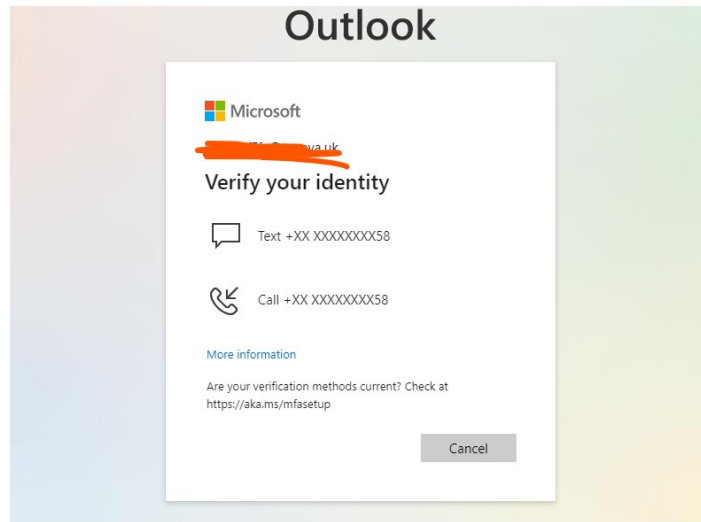 Outlook
Microsoft
Verify your identity
Text +XX XXXXXXXX58
Call +XX XXXXXXXX58
More information
Are your verification methods current? Check at
https://aka.ms/mfasetup
Cancel